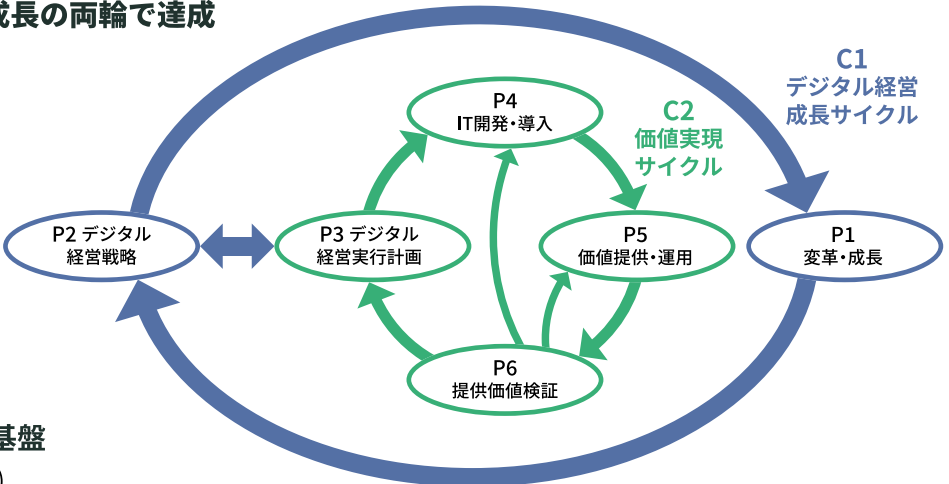 成長の両輪で達成
C1
デジタル経営
成長サイクル
P4
IT開発・導入
C2
価値実現
サイクル
P2 デジタル
経営戦略
P3 デジタル
経営実行計画
P5
価値提供・運用
P1
変革・成長
P6
提供価値検証
基盤
)